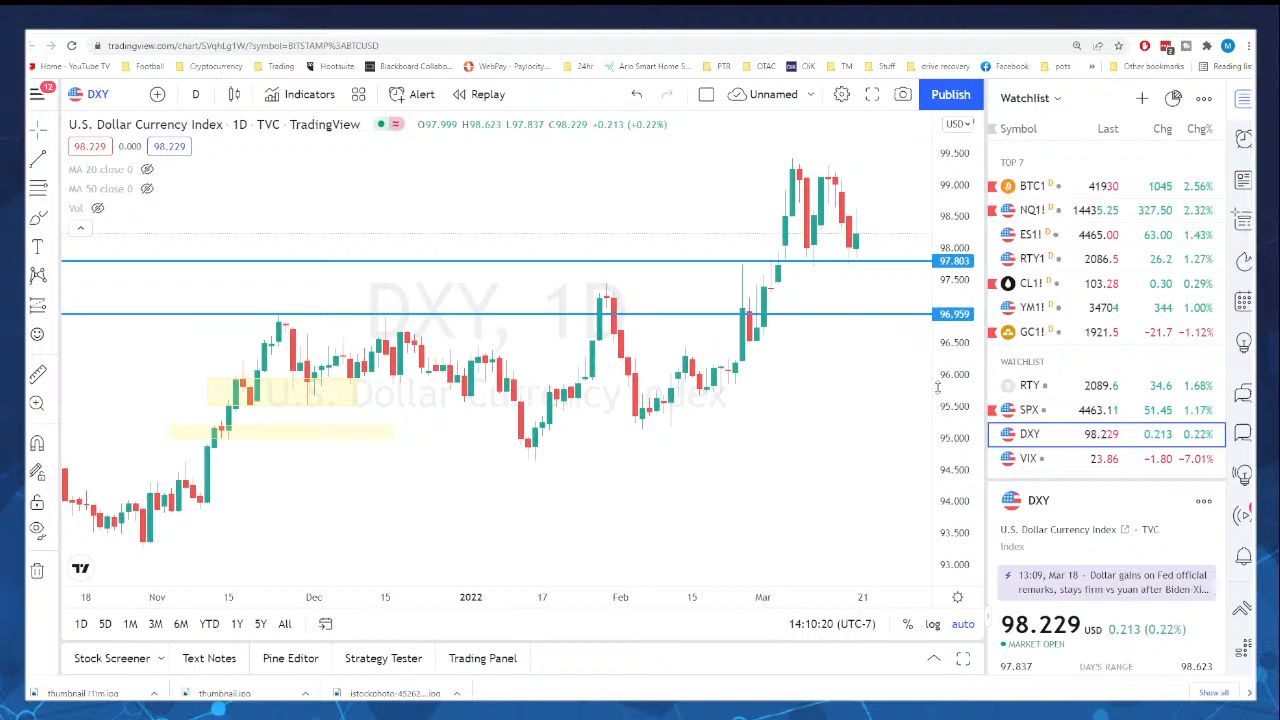 tradingview.com/chart/SVqhLg1W/?symbol=BITSTAMP%3ABTCUSD
Home - YouTube TV Football Cryptocurrency Trading Hootsuite Blackboard Collabo... WebPay - Paylocity... 24hr Arlo Smart Home S... PTR OTAC Clik TM Stuff drive recovery Facebook pots » Other bookmarks Reading list
12 DXY D Indicators Alert Replay Unnamed Publish
U.S. Dollar Currency Index · 1D · TVC · TradingView O97.999 H98.623 L97.837 C98.229 +0.213 (+0.22%) USD
98.229 0.000 98.229
MA 20 close 0
MA 50 close 0
Vol
DXY, 1D
U.S. Dollar Currency Index
99.500
99.000
98.500
98.000
97.803
97.500
96.959
96.500
96.000
95.500
95.000
94.500
94.000
93.500
93.000
18 Nov 15 Dec 15 2022 17 Feb 15 Mar 21
1D 5D 1M 3M 6M YTD 1Y 5Y All 14:10:20 (UTC-7) % log auto
Stock Screener Text Notes Pine Editor Strategy Tester Trading Panel
thumbnail (1)m.jpg thumbnail.jpg istockphoto-45262...jpg Show all
Watchlist
Symbol Last Chg Chg%
TOP 7
BTC1 D 41930 1045 2.56%
NQ1! D 14435.25 327.50 2.32%
ES1! D 4465.00 63.00 1.43%
RTY1 D 2086.5 26.2 1.27%
CL1! D 103.28 0.30 0.29%
YM1! D 34704 344 1.00%
GC1! D 1921.5 −21.7 −1.12%
WATCHLIST
RTY 2089.6 34.6 1.68%
SPX 4463.11 51.45 1.17%
DXY 98.229 0.213 0.22%
VIX 23.86 −1.80 −7.01%
DXY
U.S. Dollar Currency Index · TVC
Index
13:09, Mar 18 · Dollar gains on Fed official
remarks, stays firm vs yuan after Biden-Xi...
98.229 USD 0.213 (0.22%)
MARKET OPEN
97.837 DAY'S RANGE 98.623